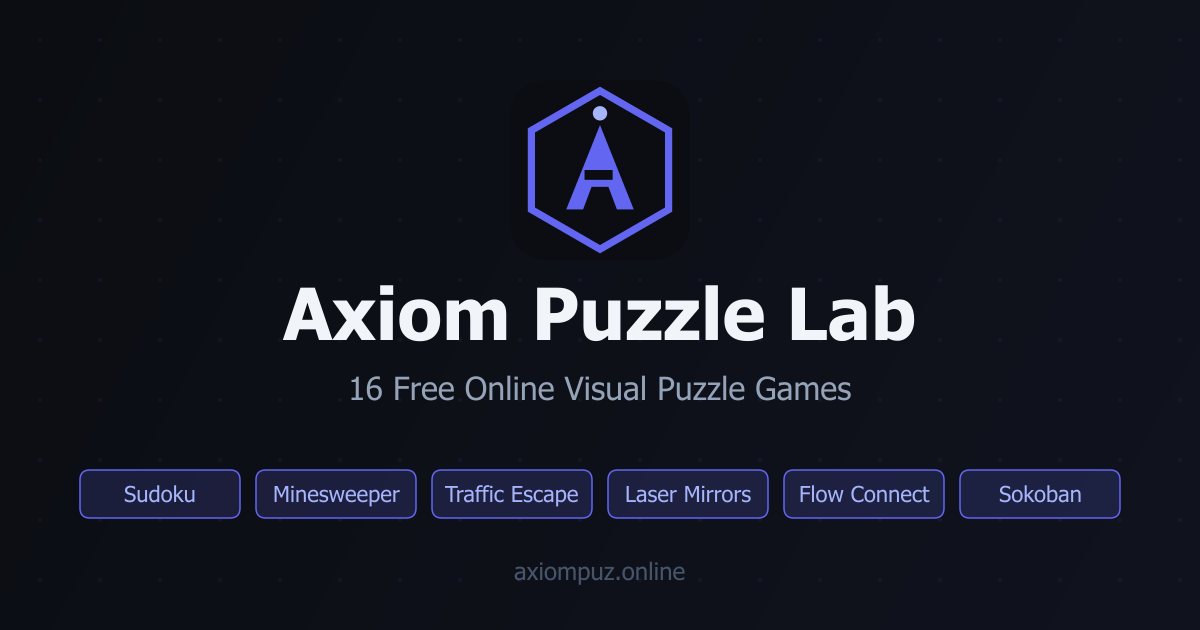 Axiom Puzzle Lab
16 Free Online Visual Puzzle Games
Sudoku Minesweeper Traffic Escape Laser Mirrors Flow Connect Sokoban
axiompuz.online